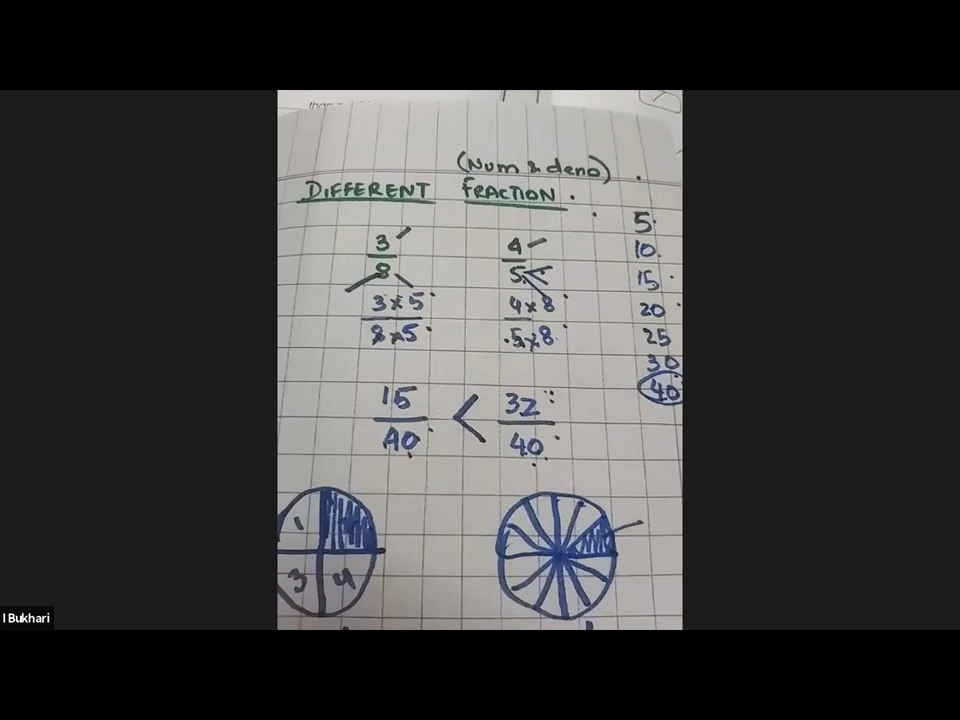 (Num & deno)
DIFFERENT FRACTION.
3
8
4
5
3 x 5
8 x 5
4 x 8
5 x 8
15
40
<
32
40
5
10
15
20
25
30
40
1
3 4
I Bukhari